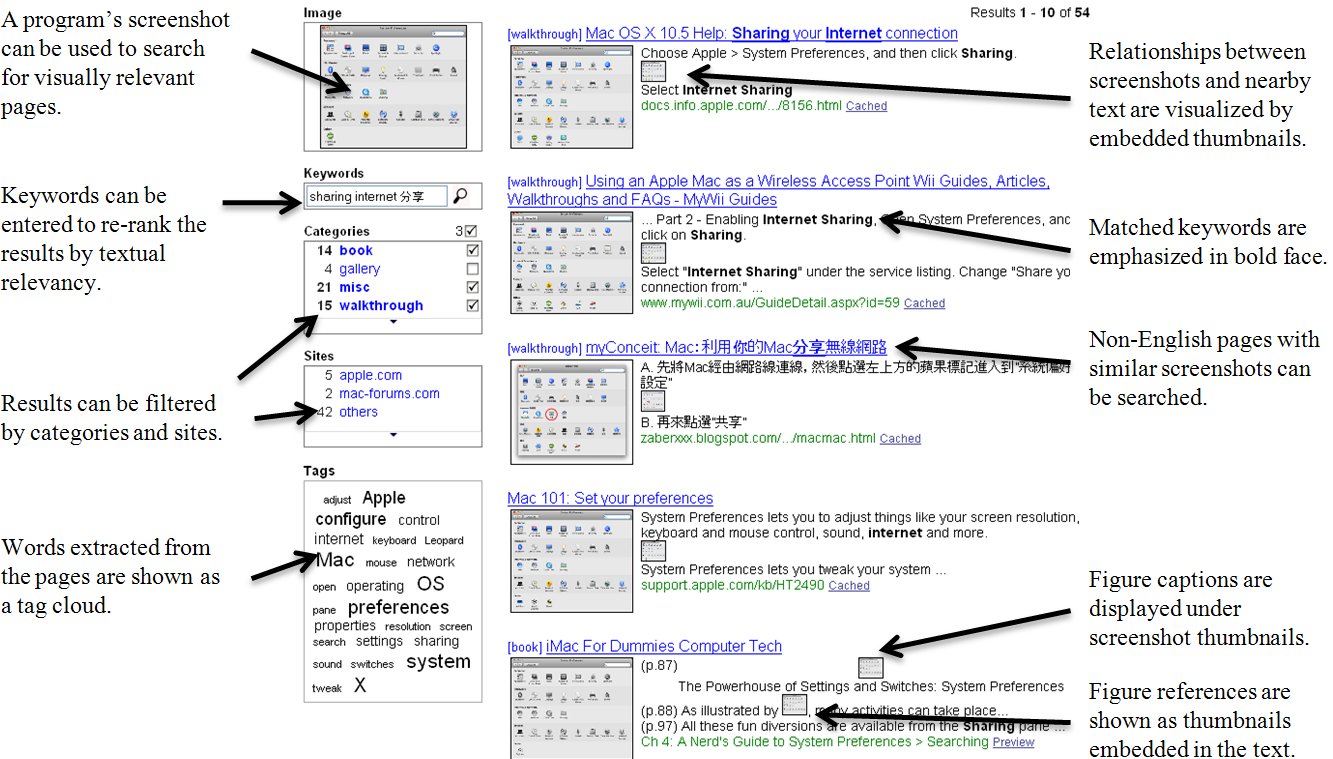 A program's screenshot
can be used to search
for visually relevant
pages.
Keywords can be
entered to re-rank the
results by textual
relevancy.
Results can be filtered
by categories and sites.
Words extracted from
the pages are shown as
a tag cloud.
Image
Keywords
sharing internet 分享
Categories 3
14 book
4 gallery
21 misc
15 walkthrough
Sites
5 apple.com
2 mac-forums.com
42 others
Tags
adjust Apple
configure control
internet keyboard Leopard
Mac mouse network
open operating OS
pane preferences
properties resolution screen
search settings sharing
sound switches system
tweak X
Results 1 - 10 of 54
[walkthrough] Mac OS X 10.5 Help: Sharing your Internet connection
Choose Apple > System Preferences, and then click Sharing.
Select Internet Sharing
docs.info.apple.com/.../8156.html Cached
[walkthrough] Using an Apple Mac as a Wireless Access Point Wii Guides, Articles,
Walkthroughs and FAQs - MyWii Guides
... Part 2 - Enabling Internet Sharing, Open System Preferences, and
click on Sharing.
Select "Internet Sharing" under the service listing. Change "Share yo
connection from:" ...
www.mywii.com.au/GuideDetail.aspx?id=59 Cached
[walkthrough] myConceit: Mac：利用你的Mac分享無線網路
A. 先將Mac經由網路線連線, 然後點選左上方的蘋果標記進入到"系統偏好
設定"
B. 再來點選"共享"
zaberxxx.blogspot.com/.../macmac.html Cached
Mac 101: Set your preferences
System Preferences lets you to adjust things like your screen resolution,
keyboard and mouse control, sound, internet and more.
System Preferences lets you tweak your system ...
support.apple.com/kb/HT2490 Cached
[book] iMac For Dummies Computer Tech
(p.87)
The Powerhouse of Settings and Switches: System Preferences
(p.88) As illustrated by , many activities can take place...
(p.97) All these fun diversions are available from the Sharing pane ...
Ch 4: A Nerd's Guide to System Preferences > Searching Preview
Relationships between
screenshots and nearby
text are visualized by
embedded thumbnails.
Matched keywords are
emphasized in bold face.
Non-English pages with
similar screenshots can
be searched.
Figure captions are
displayed under
screenshot thumbnails.
Figure references are
shown as thumbnails
embedded in the text.